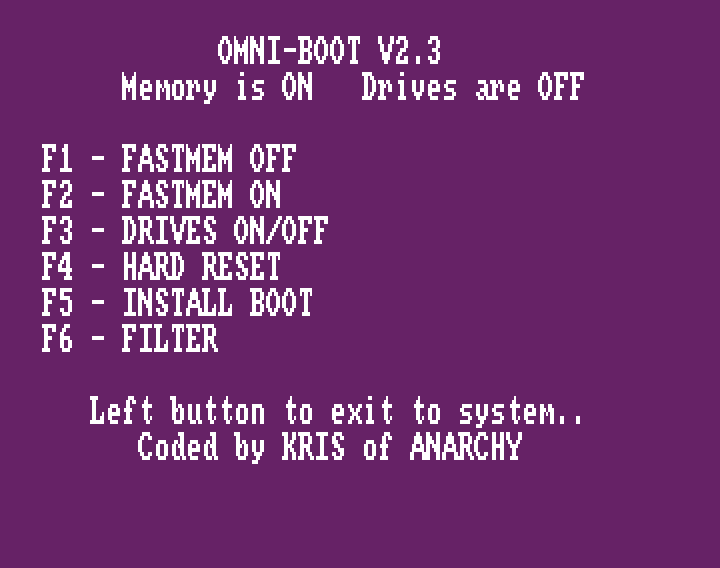 OMNI-BOOT V2.3
Memory is ON   Drives are OFF
F1 - FASTMEM OFF
F2 - FASTMEM ON
F3 - DRIVES ON/OFF
F4 - HARD RESET
F5 - INSTALL BOOT
F6 - FILTER
Left button to exit to system..
Coded by KRIS of ANARCHY